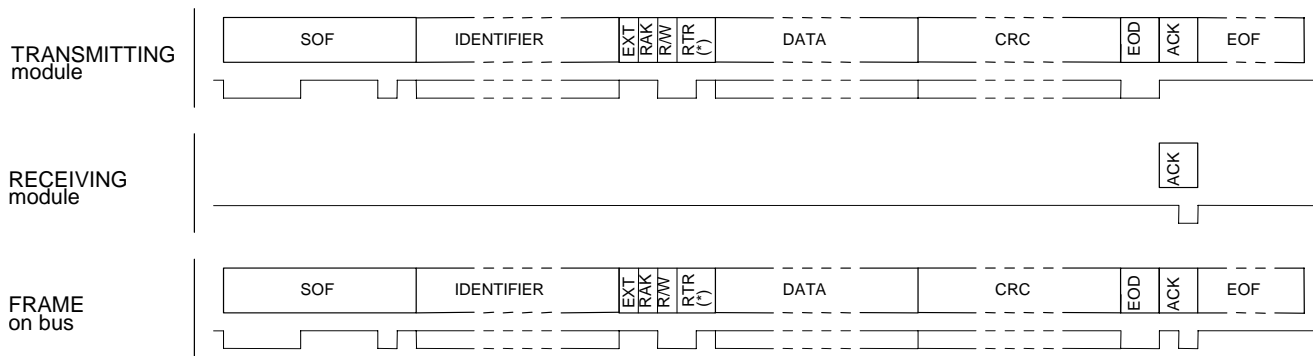 TRANSMITTING
module
SOF
IDENTIFIER
EXT
RAK
R/W
RTR
(*)
DATA
CRC
EOD
ACK
EOF
RECEIVING
module
ACK
FRAME
on bus
SOF
IDENTIFIER
EXT
RAK
R/W
RTR
(*)
DATA
CRC
EOD
ACK
EOF